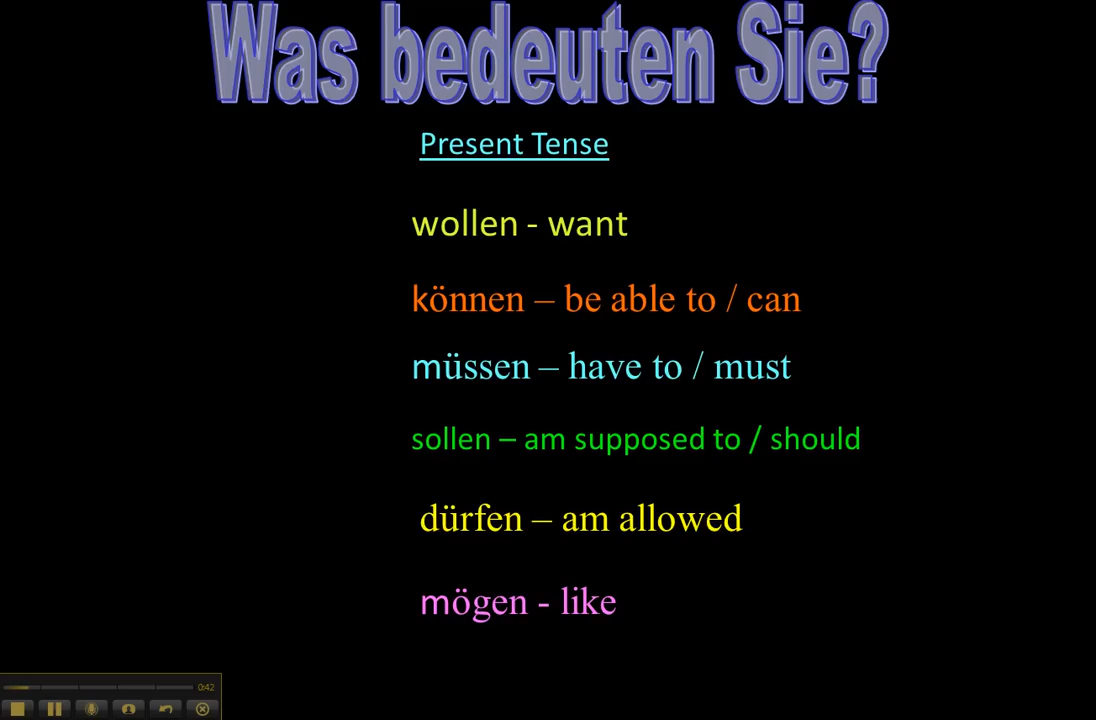 Was bedeuten Sie?
Present Tense
wollen - want
können – be able to / can
müssen – have to / must
sollen – am supposed to / should
dürfen – am allowed
mögen - like
0:42